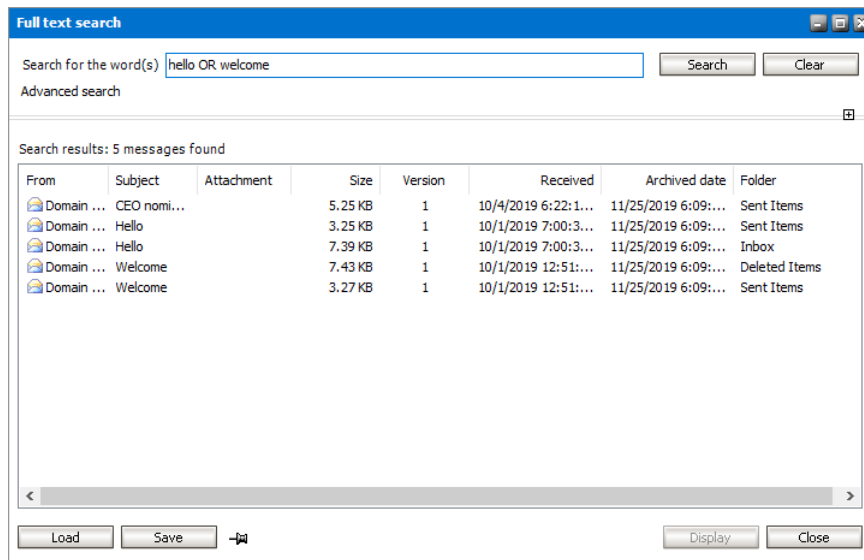 Full text search
Search for the word(s) hello OR welcome Search Clear
Advanced search
Search results: 5 messages found
From Subject Attachment Size Version Received Archived date Folder
Domain ... CEO nomi... 5.25 KB 1 10/4/2019 6:22:1... 11/25/2019 6:09:... Sent Items
Domain ... Hello 3.25 KB 1 10/1/2019 7:00:3... 11/25/2019 6:09:... Sent Items
Domain ... Hello 7.39 KB 1 10/1/2019 7:00:3... 11/25/2019 6:09:... Inbox
Domain ... Welcome 7.43 KB 1 10/1/2019 12:51:... 11/25/2019 6:09:... Deleted Items
Domain ... Welcome 3.27 KB 1 10/1/2019 12:51:... 11/25/2019 6:09:... Sent Items
Load Save Display Close